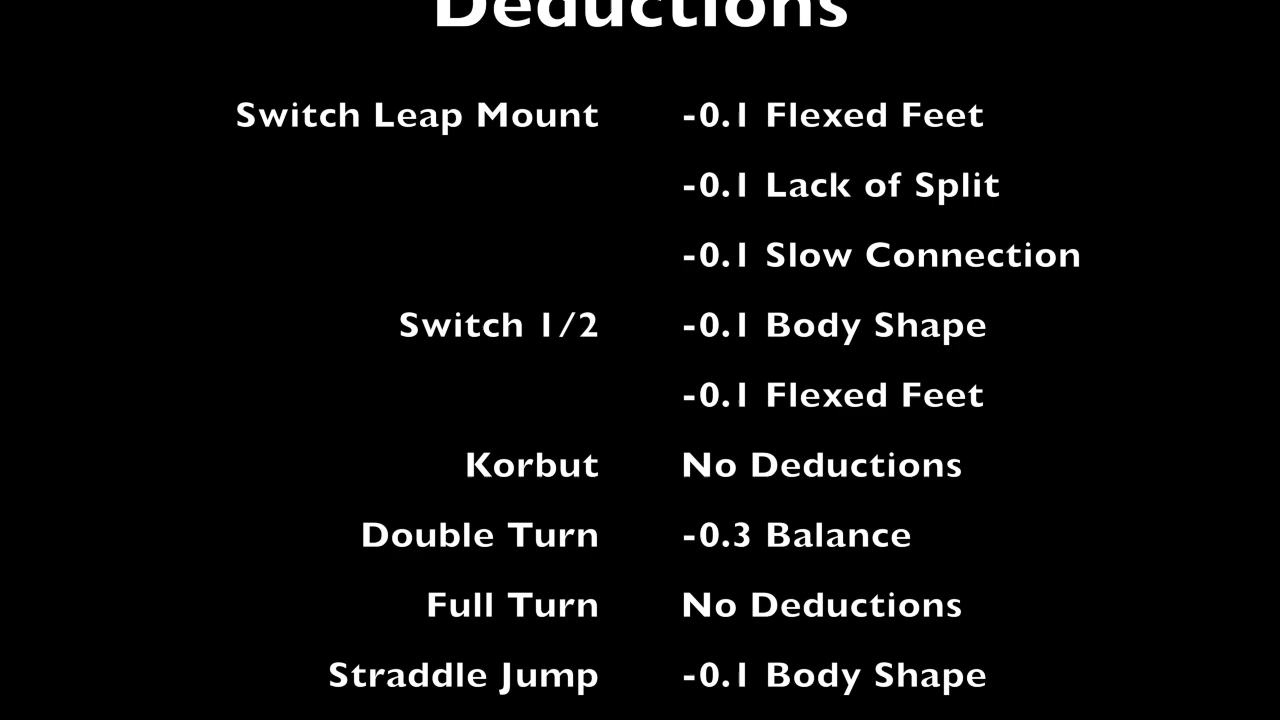 Deductions
Switch Leap Mount -0.1 Flexed Feet
-0.1 Lack of Split
-0.1 Slow Connection
Switch 1/2 -0.1 Body Shape
-0.1 Flexed Feet
Korbut No Deductions
Double Turn -0.3 Balance
Full Turn No Deductions
Straddle Jump -0.1 Body Shape